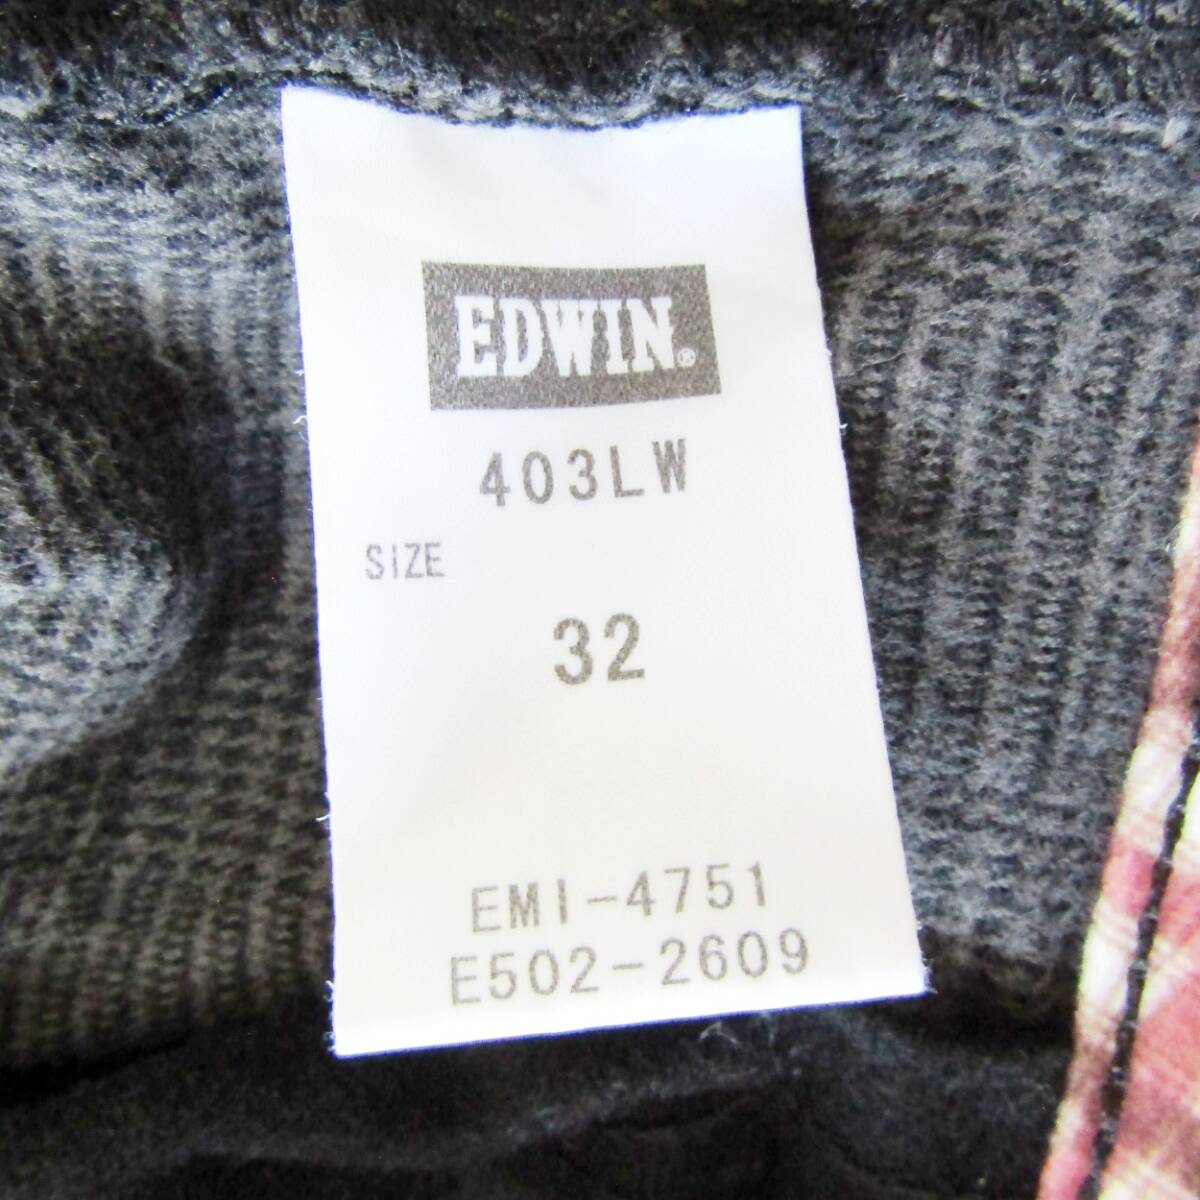 EDWIN®
403LW
SIZE
32
EMI-4751
E502-2609